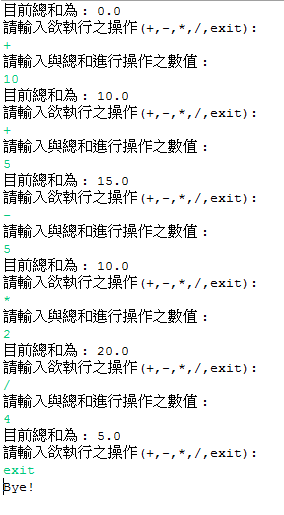 目前總和為：0.0
請輸入欲執行之操作(+,-,*,/,exit):
+
請輸入與總和進行操作之數值：
10
目前總和為：10.0
請輸入欲執行之操作(+,-,*,/,exit):
+
請輸入與總和進行操作之數值：
5
目前總和為：15.0
請輸入欲執行之操作(+,-,*,/,exit):
-
請輸入與總和進行操作之數值：
5
目前總和為：10.0
請輸入欲執行之操作(+,-,*,/,exit):
*
請輸入與總和進行操作之數值：
2
目前總和為：20.0
請輸入欲執行之操作(+,-,*,/,exit):
/
請輸入與總和進行操作之數值：
4
目前總和為：5.0
請輸入欲執行之操作(+,-,*,/,exit):
exit
Bye!